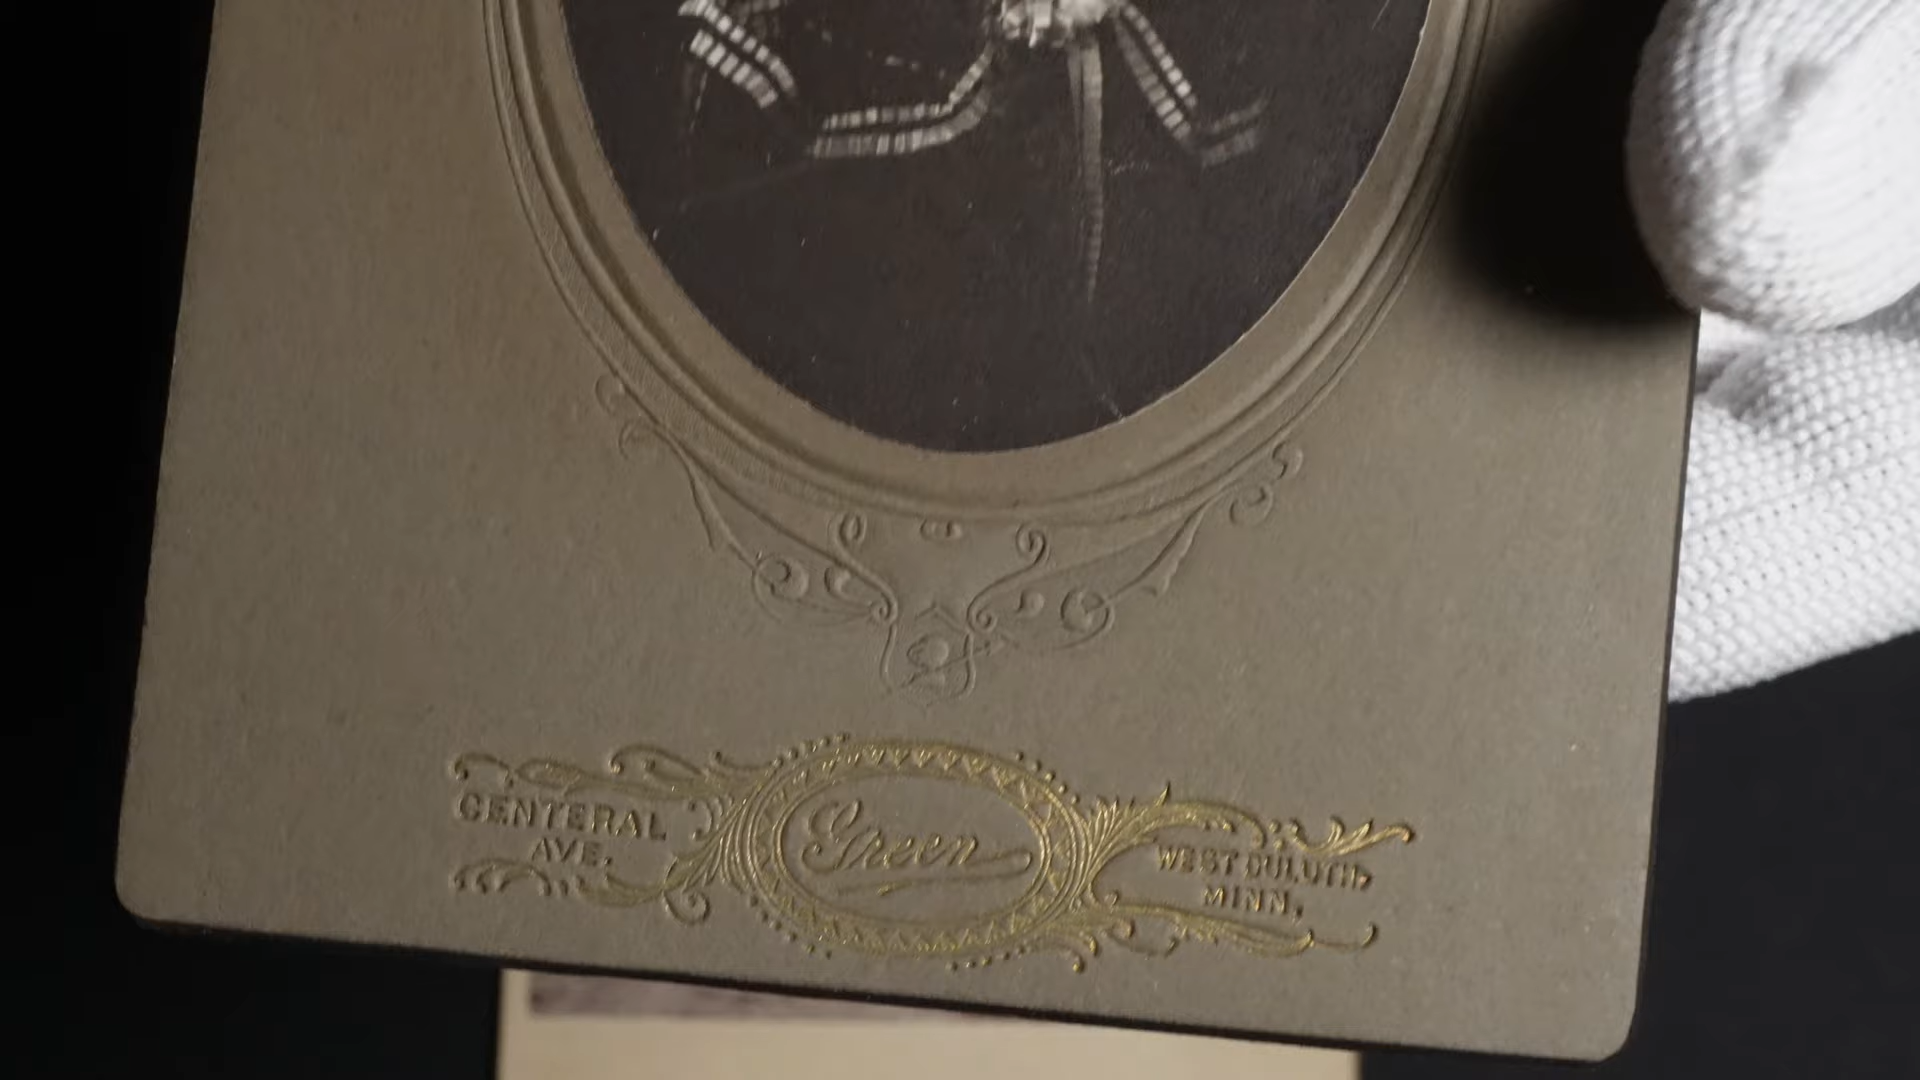 CENTERAL
AVE.
Green
WEST DULUTH,
MINN,